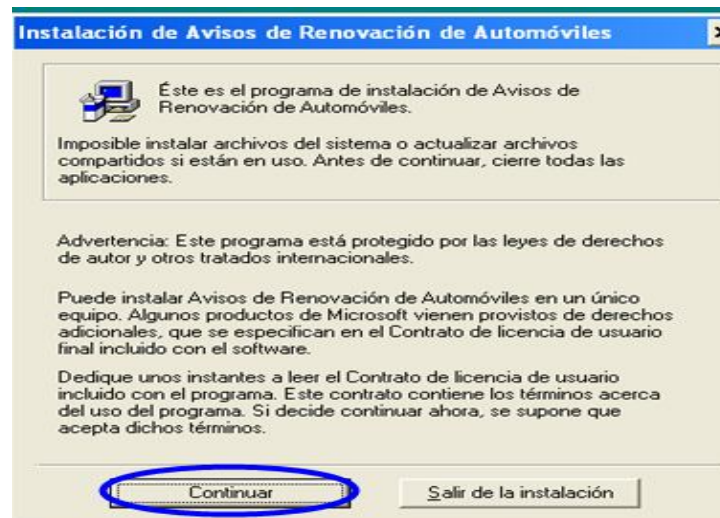 Instalación de Avisos de Renovación de Automóviles
Éste es el programa de instalación de Avisos de
Renovación de Automóviles.
Imposible instalar archivos del sistema o actualizar archivos
compartidos si están en uso. Antes de continuar, cierre todas las
aplicaciones.
Advertencia: Este programa está protegido por las leyes de derechos
de autor y otros tratados internacionales.
Puede instalar Avisos de Renovación de Automóviles en un único
equipo. Algunos productos de Microsoft vienen provistos de derechos
adicionales, que se especifican en el Contrato de licencia de usuario
final incluido con el software.
Dedique unos instantes a leer el Contrato de licencia de usuario
incluido con el programa. Este contrato contiene los términos acerca
del uso del programa. Si decide continuar ahora, se supone que
acepta dichos términos.
Continuar
Salir de la instalación